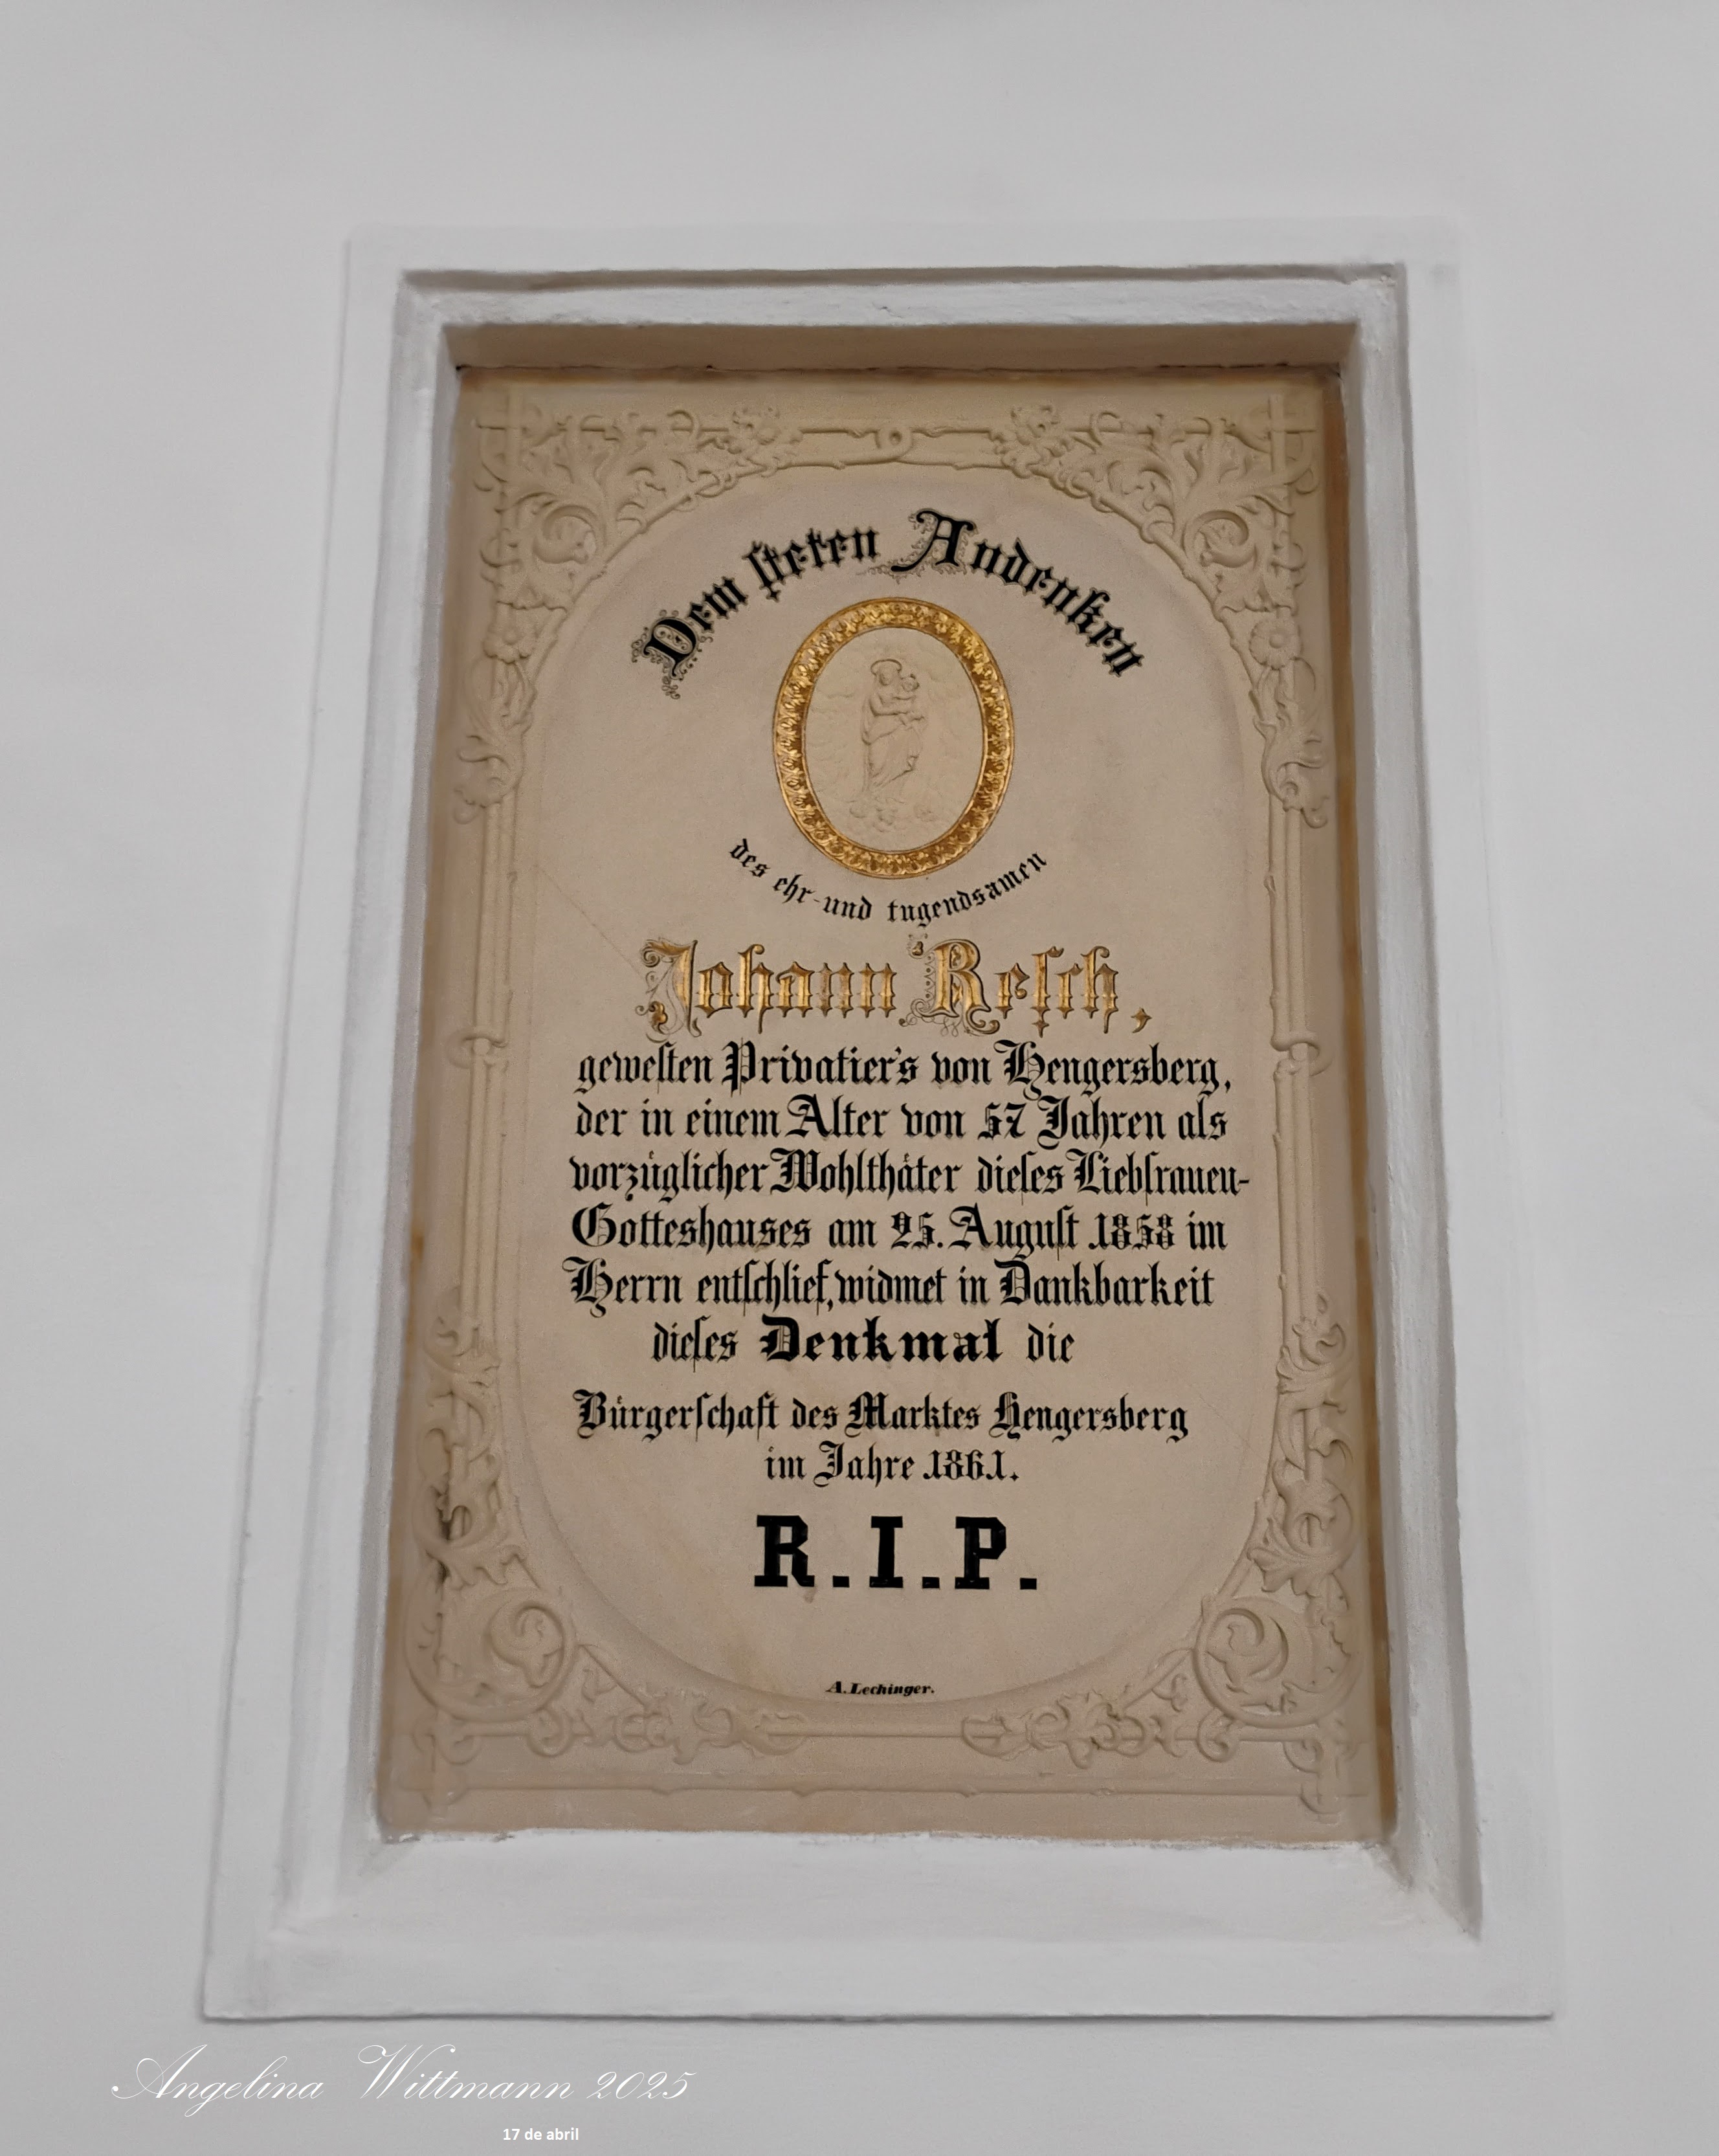 Dem steten Andenken
des ehr- und tugendsamen
Johann Resch,
gewesten Privatier's von Hengersberg,
der in einem Alter von 57 Jahren als
vorzüglicher Wohlthäter dieses Liebfrauen-
Gotteshauses am 25. August 1858 im
Herrn entschlief, widmet in Dankbarkeit
dieses Denkmal die
Bürgerschaft des Marktes Hengersberg
im Jahre 1861.
R.I.P.
A. Lechinger.
Angelina Wittmann 2025
17 de abril